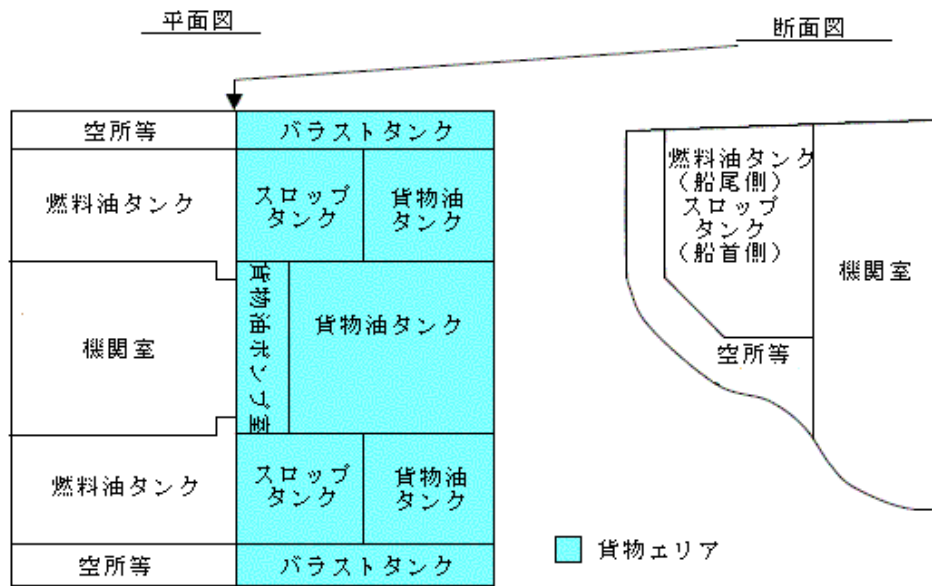 平面図
断面図
空所等
バラストタンク
燃料油タンク
スロップ
タンク
貨物油
タンク
機関室
貨物油ポンプ室
貨物油タンク
燃料油タンク
スロップ
タンク
貨物油
タンク
空所等
バラストタンク
燃料油タンク
(船尾側)
スロップ
タンク
(船首側)
機関室
空所等
貨物エリア